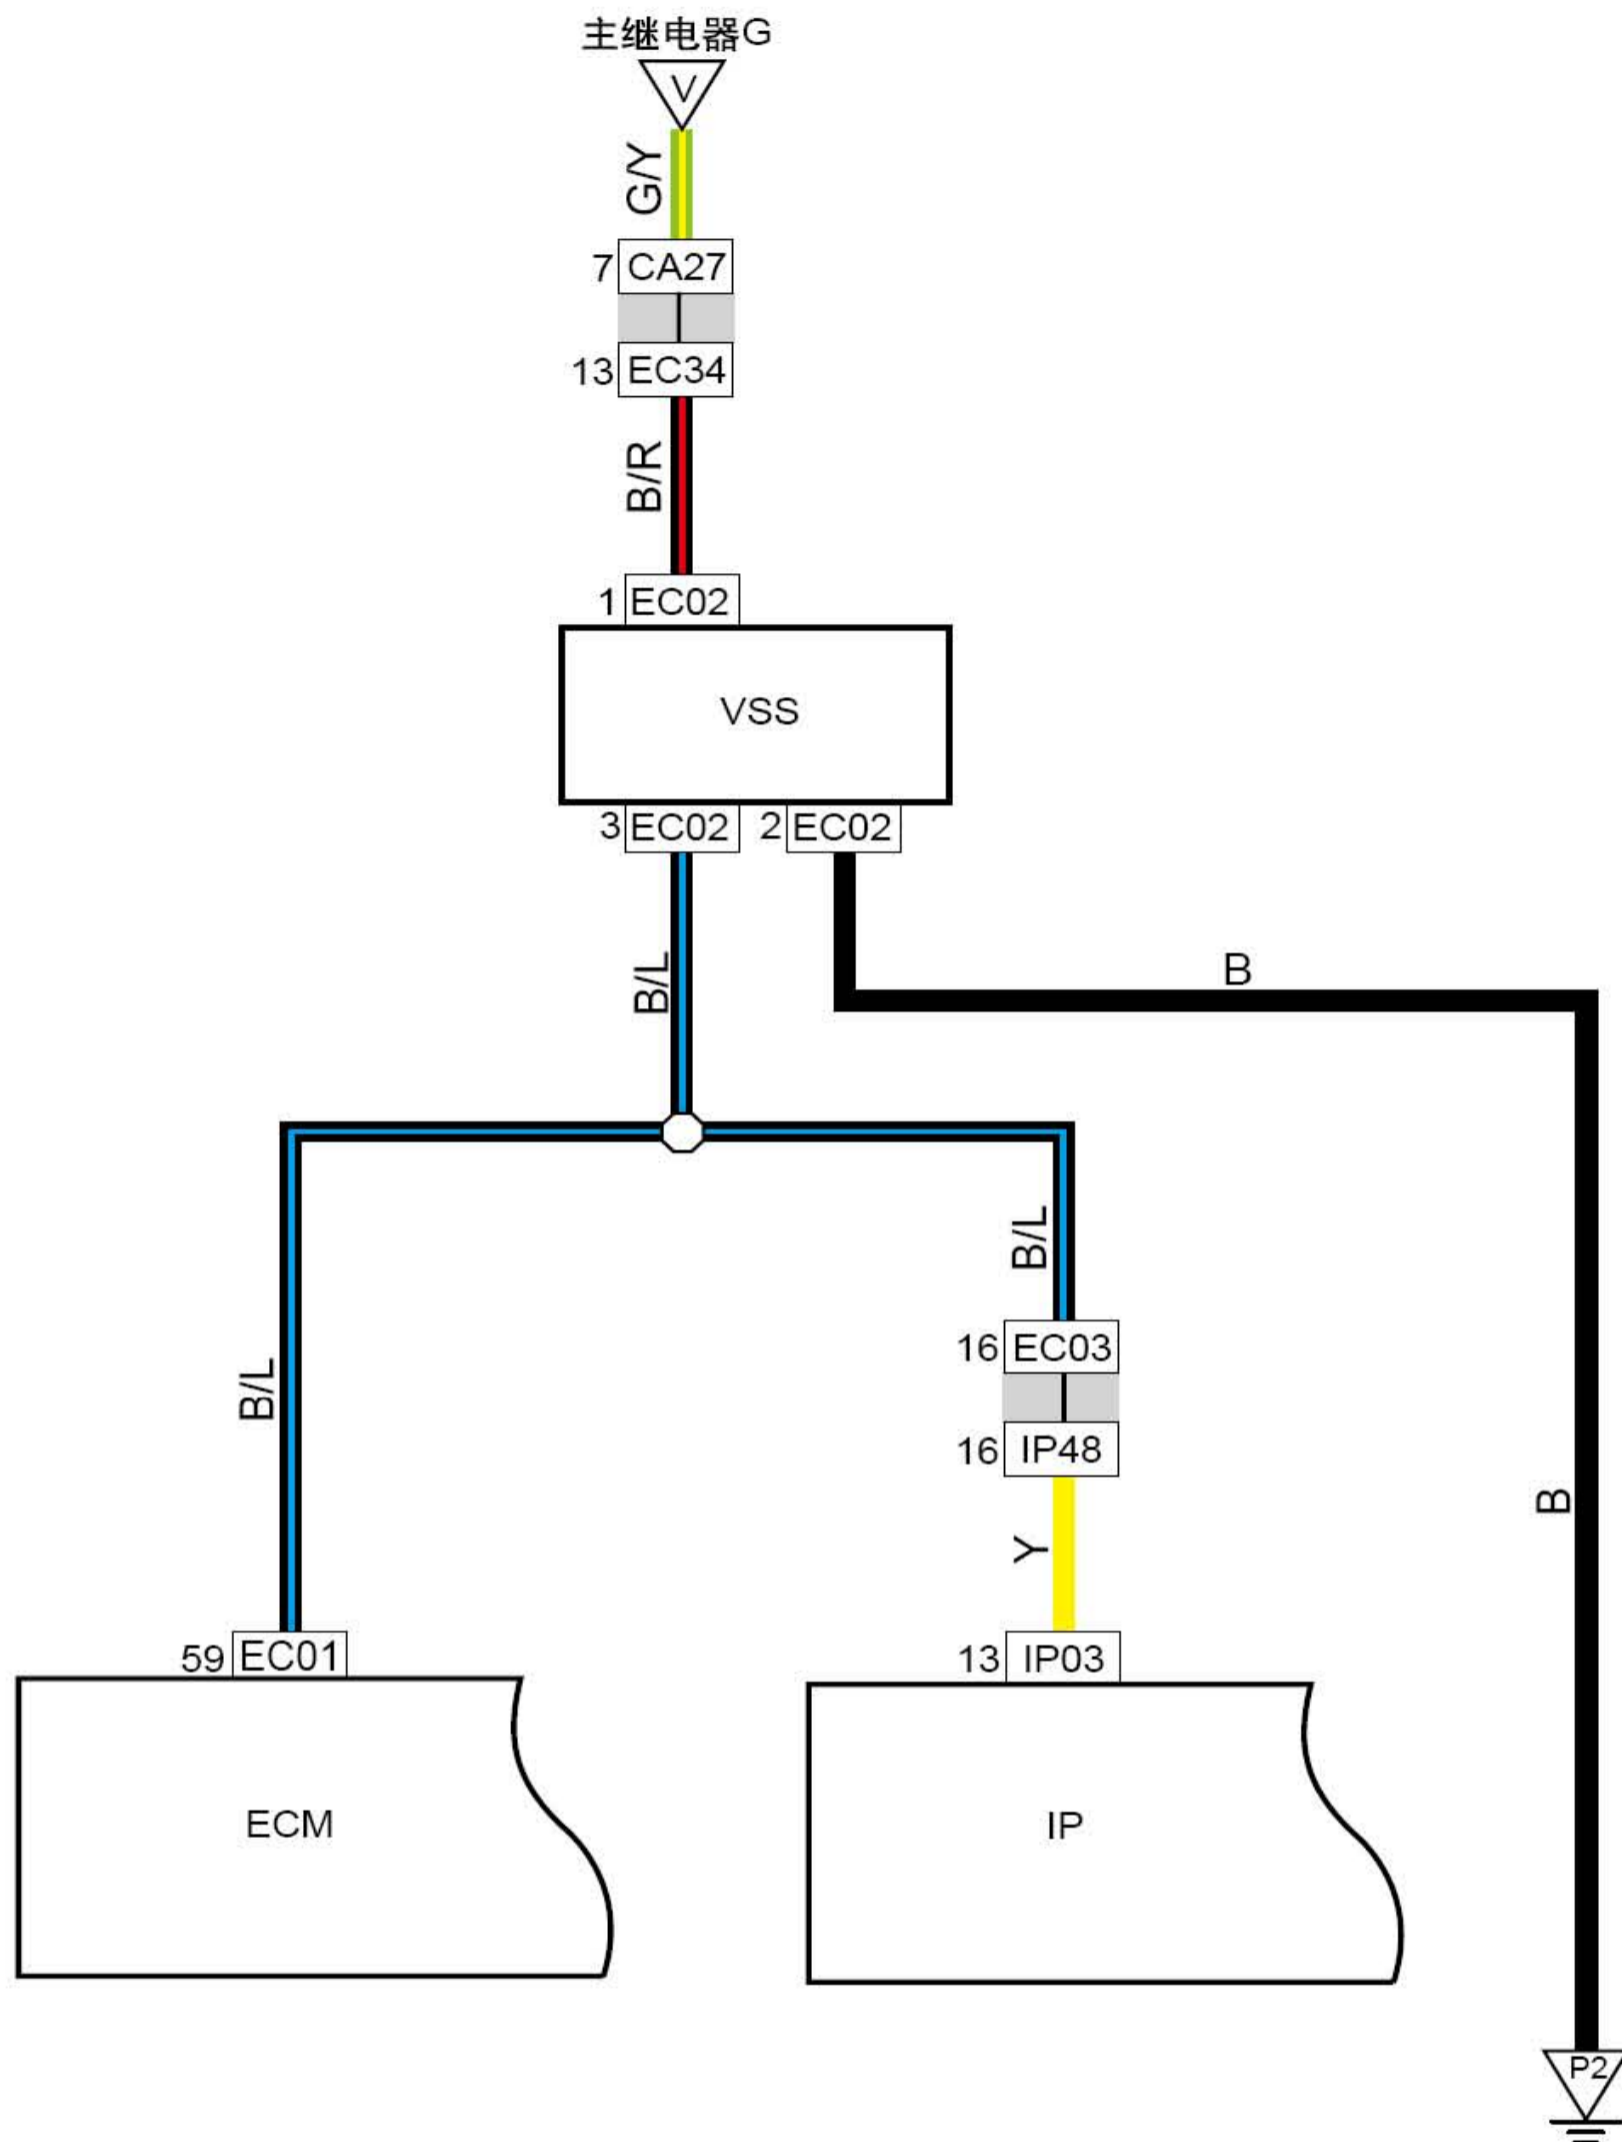 主继电器G
V
G/Y
7 CA27
13 EC34
B/R
1 EC02
VSS
3 EC02 2 EC02
B/L
B
B/L
B/L
16 EC03
16 IP48
B
Y
59 EC01
13 IP03
ECM
IP
P2